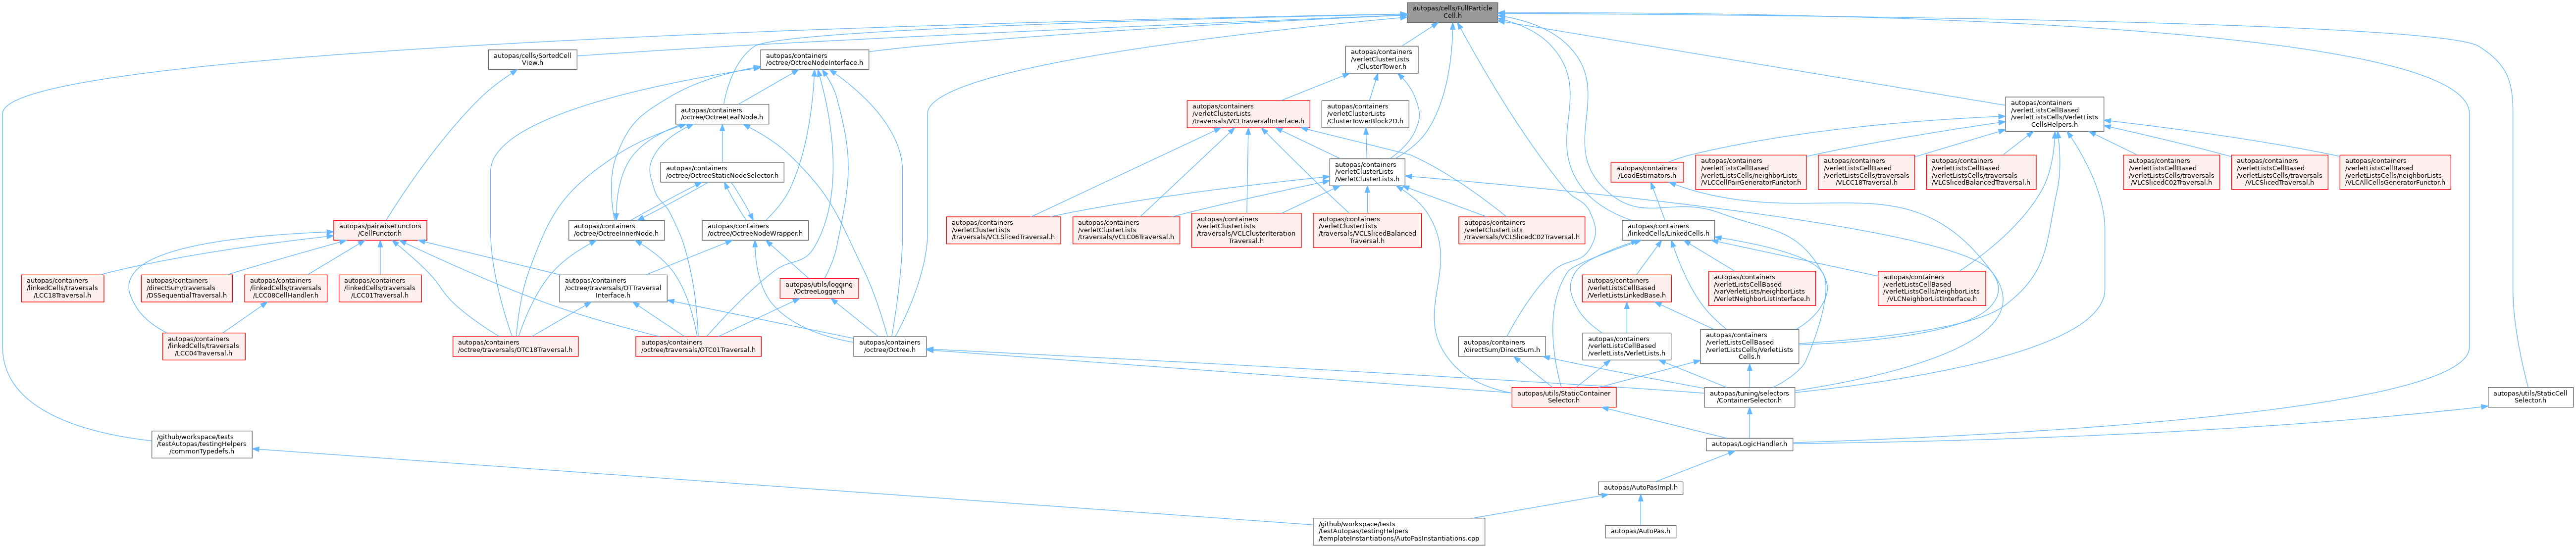 autopas/cells/FullParticle
Cell.h
autopas/cells/SortedCell
View.h
autopas/containers
/octree/OctreeNodeInterface.h
autopas/containers
/verletClusterLists
/ClusterTower.h
autopas/containers
/octree/OctreeLeafNode.h
autopas/containers
/verletClusterLists
/traversals/VCLTraversalInterface.h
autopas/containers
/verletClusterLists
/ClusterTowerBlock2D.h
autopas/containers
/verletListsCellBased
/verletListsCells/VerletLists
CellsHelpers.h
autopas/containers
/octree/OctreeStaticNodeSelector.h
autopas/containers
/verletClusterLists
/VerletClusterLists.h
autopas/containers
/LoadEstimators.h
autopas/containers
/verletListsCellBased
/verletListsCells/neighborLists
/VLCCellPairGeneratorFunctor.h
autopas/containers
/verletListsCellBased
/verletListsCells/traversals
/VLCC18Traversal.h
autopas/containers
/verletListsCellBased
/verletListsCells/traversals
/VLCSlicedBalancedTraversal.h
autopas/containers
/verletListsCellBased
/verletListsCells/traversals
/VLCSlicedC02Traversal.h
autopas/containers
/verletListsCellBased
/verletListsCells/traversals
/VLCSlicedTraversal.h
autopas/containers
/verletListsCellBased
/verletListsCells/neighborLists
/VLCAllCellsGeneratorFunctor.h
autopas/pairwiseFunctors
/CellFunctor.h
autopas/containers
/octree/OctreeInnerNode.h
autopas/containers
/octree/OctreeNodeWrapper.h
autopas/containers
/verletClusterLists
/traversals/VCLSlicedTraversal.h
autopas/containers
/verletClusterLists
/traversals/VCLC06Traversal.h
autopas/containers
/verletClusterLists
/traversals/VCLClusterIteration
Traversal.h
autopas/containers
/verletClusterLists
/traversals/VCLSlicedBalanced
Traversal.h
autopas/containers
/verletClusterLists
/traversals/VCLSlicedC02Traversal.h
autopas/containers
/linkedCells/LinkedCells.h
autopas/containers
/linkedCells/traversals
/LCC18Traversal.h
autopas/containers
/directSum/traversals
/DSSequentialTraversal.h
autopas/containers
/linkedCells/traversals
/LCC08CellHandler.h
autopas/containers
/linkedCells/traversals
/LCC01Traversal.h
autopas/containers
/octree/traversals/OTTraversal
Interface.h
autopas/utils/logging
/OctreeLogger.h
autopas/containers
/verletListsCellBased
/VerletListsLinkedBase.h
autopas/containers
/verletListsCellBased
/varVerletLists/neighborLists
/VerletNeighborListInterface.h
autopas/containers
/verletListsCellBased
/verletListsCells/neighborLists
/VLCNeighborListInterface.h
autopas/containers
/linkedCells/traversals
/LCC04Traversal.h
autopas/containers
/octree/traversals/OTC18Traversal.h
autopas/containers
/octree/traversals/OTC01Traversal.h
autopas/containers
/octree/Octree.h
autopas/containers
/directSum/DirectSum.h
autopas/containers
/verletListsCellBased
/verletLists/VerletLists.h
autopas/containers
/verletListsCellBased
/verletListsCells/VerletLists
Cells.h
autopas/utils/StaticContainer
Selector.h
autopas/tuning/selectors
/ContainerSelector.h
autopas/utils/StaticCell
Selector.h
/github/workspace/tests
/testAutopas/testingHelpers
/commonTypedefs.h
autopas/LogicHandler.h
autopas/AutoPasImpl.h
/github/workspace/tests
/testAutopas/testingHelpers
/templateInstantiations/AutoPasInstantiations.cpp
autopas/AutoPas.h